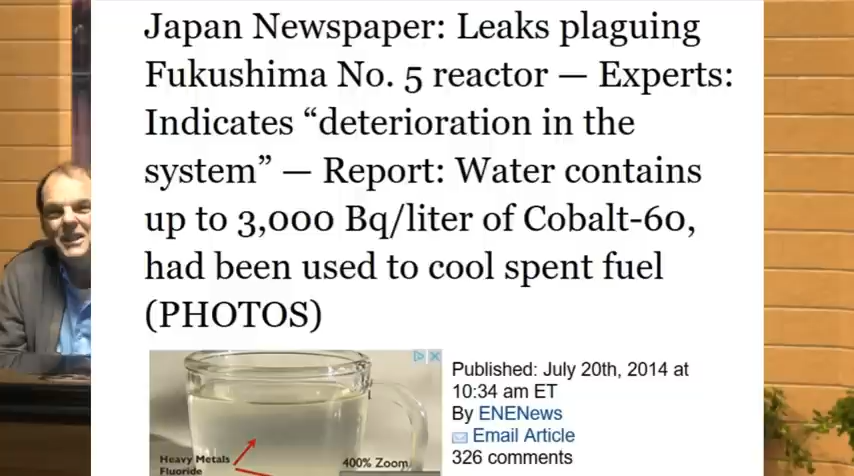 Japan Newspaper: Leaks plaguing
Fukushima No. 5 reactor — Experts:
Indicates “deterioration in the
system” — Report: Water contains
up to 3,000 Bq/liter of Cobalt-60,
had been used to cool spent fuel
(PHOTOS)
Heavy Metals
Fluoride
400% Zoom
Published: July 20th, 2014 at
10:34 am ET
By ENENews
Email Article
326 comments